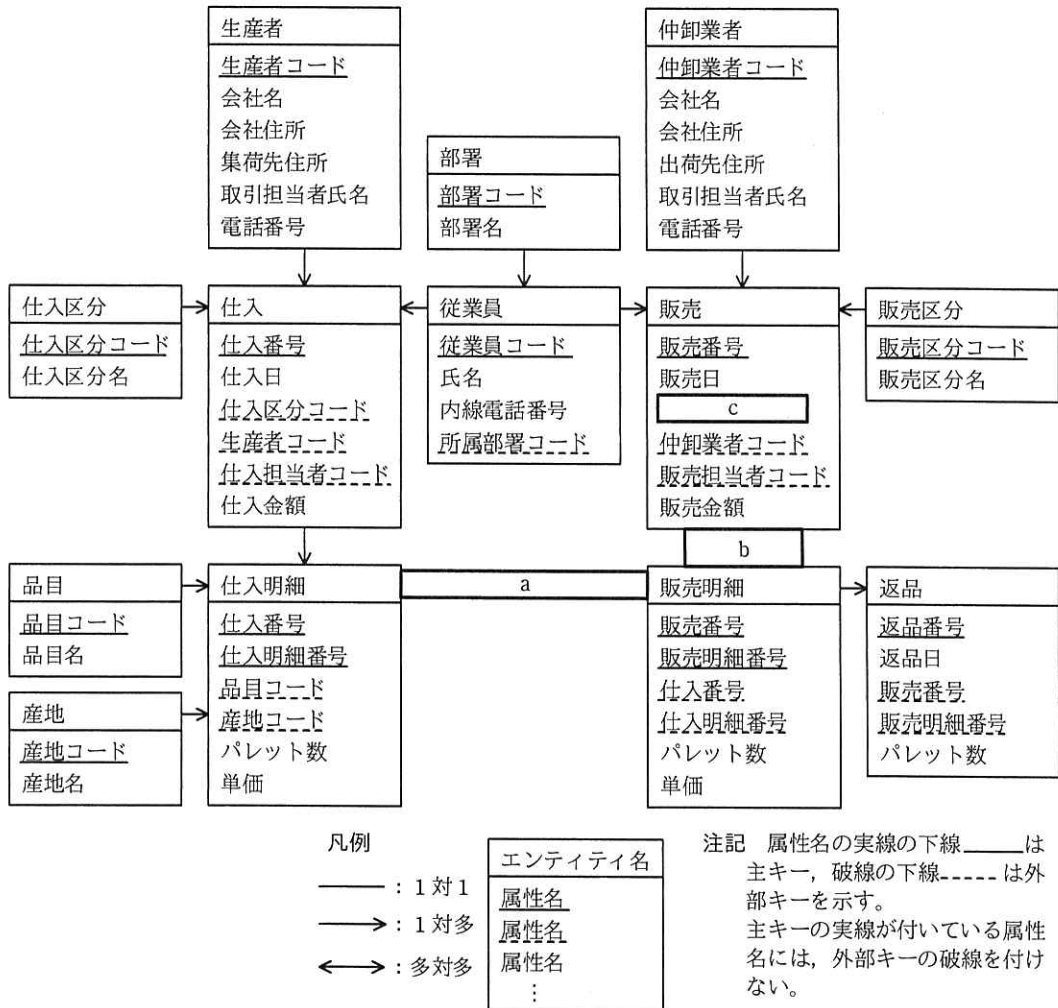 生産者
生産者コード
会社名
会社住所
集荷先住所
取引担当者氏名
電話番号
部署
部署コード
部署名
仲卸業者
仲卸業者コード
会社名
会社住所
出荷先住所
取引担当者氏名
電話番号
仕入区分
仕入区分コード
仕入区分名
仕入
仕入番号
仕入日
仕入区分コード
生産者コード
仕入担当者コード
仕入金額
従業員
従業員コード
氏名
内線電話番号
所属部署コード
販売
販売番号
販売日
c
仲卸業者コード
販売担当者コード
販売金額
販売区分
販売区分コード
販売区分名
b
品目
品目コード
品目名
産地
産地コード
産地名
仕入明細
仕入番号
仕入明細番号
品目コード
産地コード
パレット数
単価
a
販売明細
販売番号
販売明細番号
仕入番号
仕入明細番号
パレット数
単価
返品
返品番号
返品日
販売番号
販売明細番号
パレット数
凡例
：1対1
：1対多
：多対多
エンティティ名
属性名
属性名
属性名
⋮
注記 属性名の実線の下線＿＿＿は
主キー，破線の下線-----は外
部キーを示す。
主キーの実線が付いている属性
名には，外部キーの破線を付け
ない。